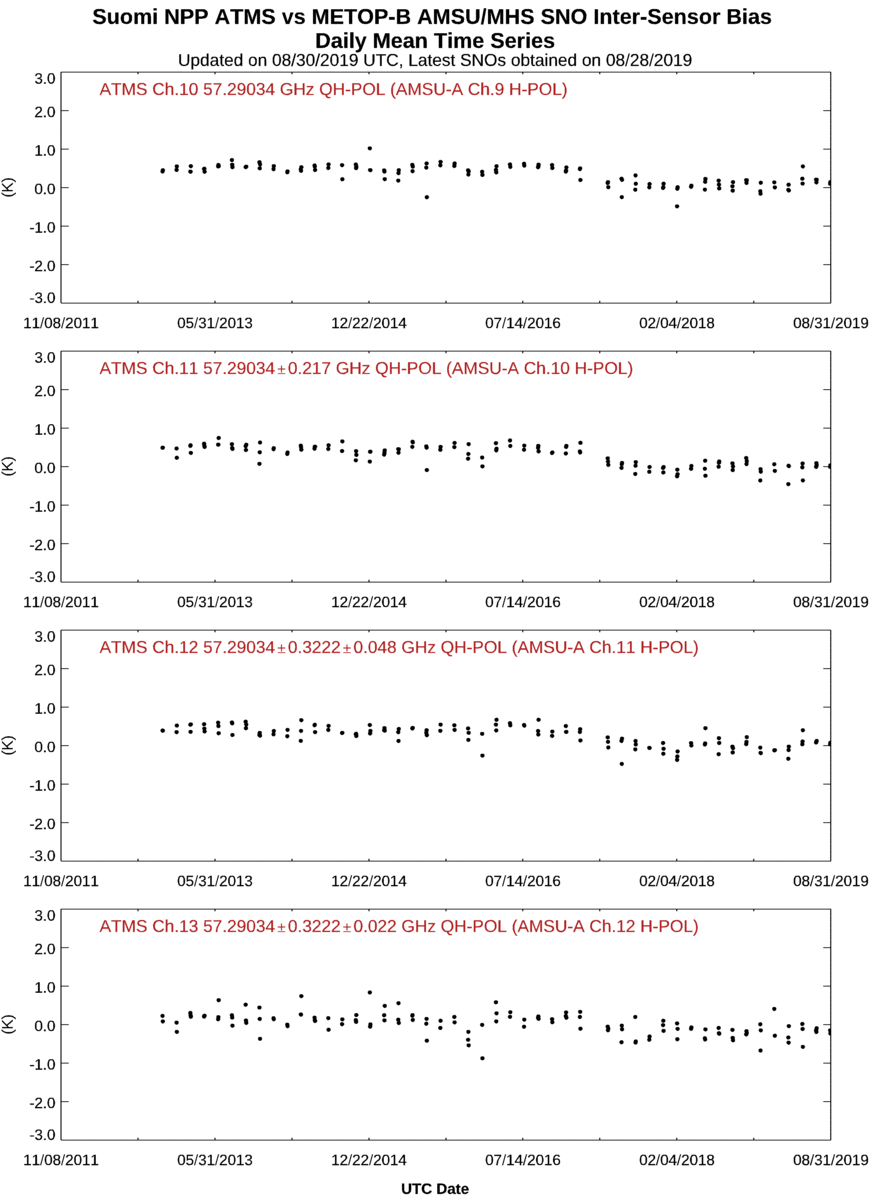 Suomi NPP ATMS vs METOP-B AMSU/MHS SNO Inter-Sensor Bias
Daily Mean Time Series
Updated on 08/30/2019 UTC, Latest SNOs obtained on 08/28/2019
ATMS Ch.10 57.29034 GHz QH-POL (AMSU-A Ch.9 H-POL)
3.0
2.0
1.0
0.0
-1.0
-2.0
-3.0
(K)
11/08/2011 05/31/2013 12/22/2014 07/14/2016 02/04/2018 08/31/2019
ATMS Ch.11 57.29034±0.217 GHz QH-POL (AMSU-A Ch.10 H-POL)
3.0
2.0
1.0
0.0
-1.0
-2.0
-3.0
(K)
11/08/2011 05/31/2013 12/22/2014 07/14/2016 02/04/2018 08/31/2019
ATMS Ch.12 57.29034±0.3222±0.048 GHz QH-POL (AMSU-A Ch.11 H-POL)
3.0
2.0
1.0
0.0
-1.0
-2.0
-3.0
(K)
11/08/2011 05/31/2013 12/22/2014 07/14/2016 02/04/2018 08/31/2019
ATMS Ch.13 57.29034±0.3222±0.022 GHz QH-POL (AMSU-A Ch.12 H-POL)
3.0
2.0
1.0
0.0
-1.0
-2.0
-3.0
(K)
11/08/2011 05/31/2013 12/22/2014 07/14/2016 02/04/2018 08/31/2019
UTC Date